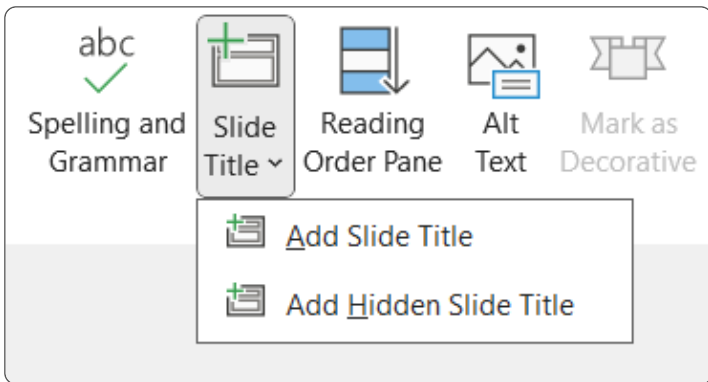 abc
Spelling and
Grammar
Slide
Title
Reading
Order Pane
Alt
Text
Mark as
Decorative
Add Slide Title
Add Hidden Slide Title